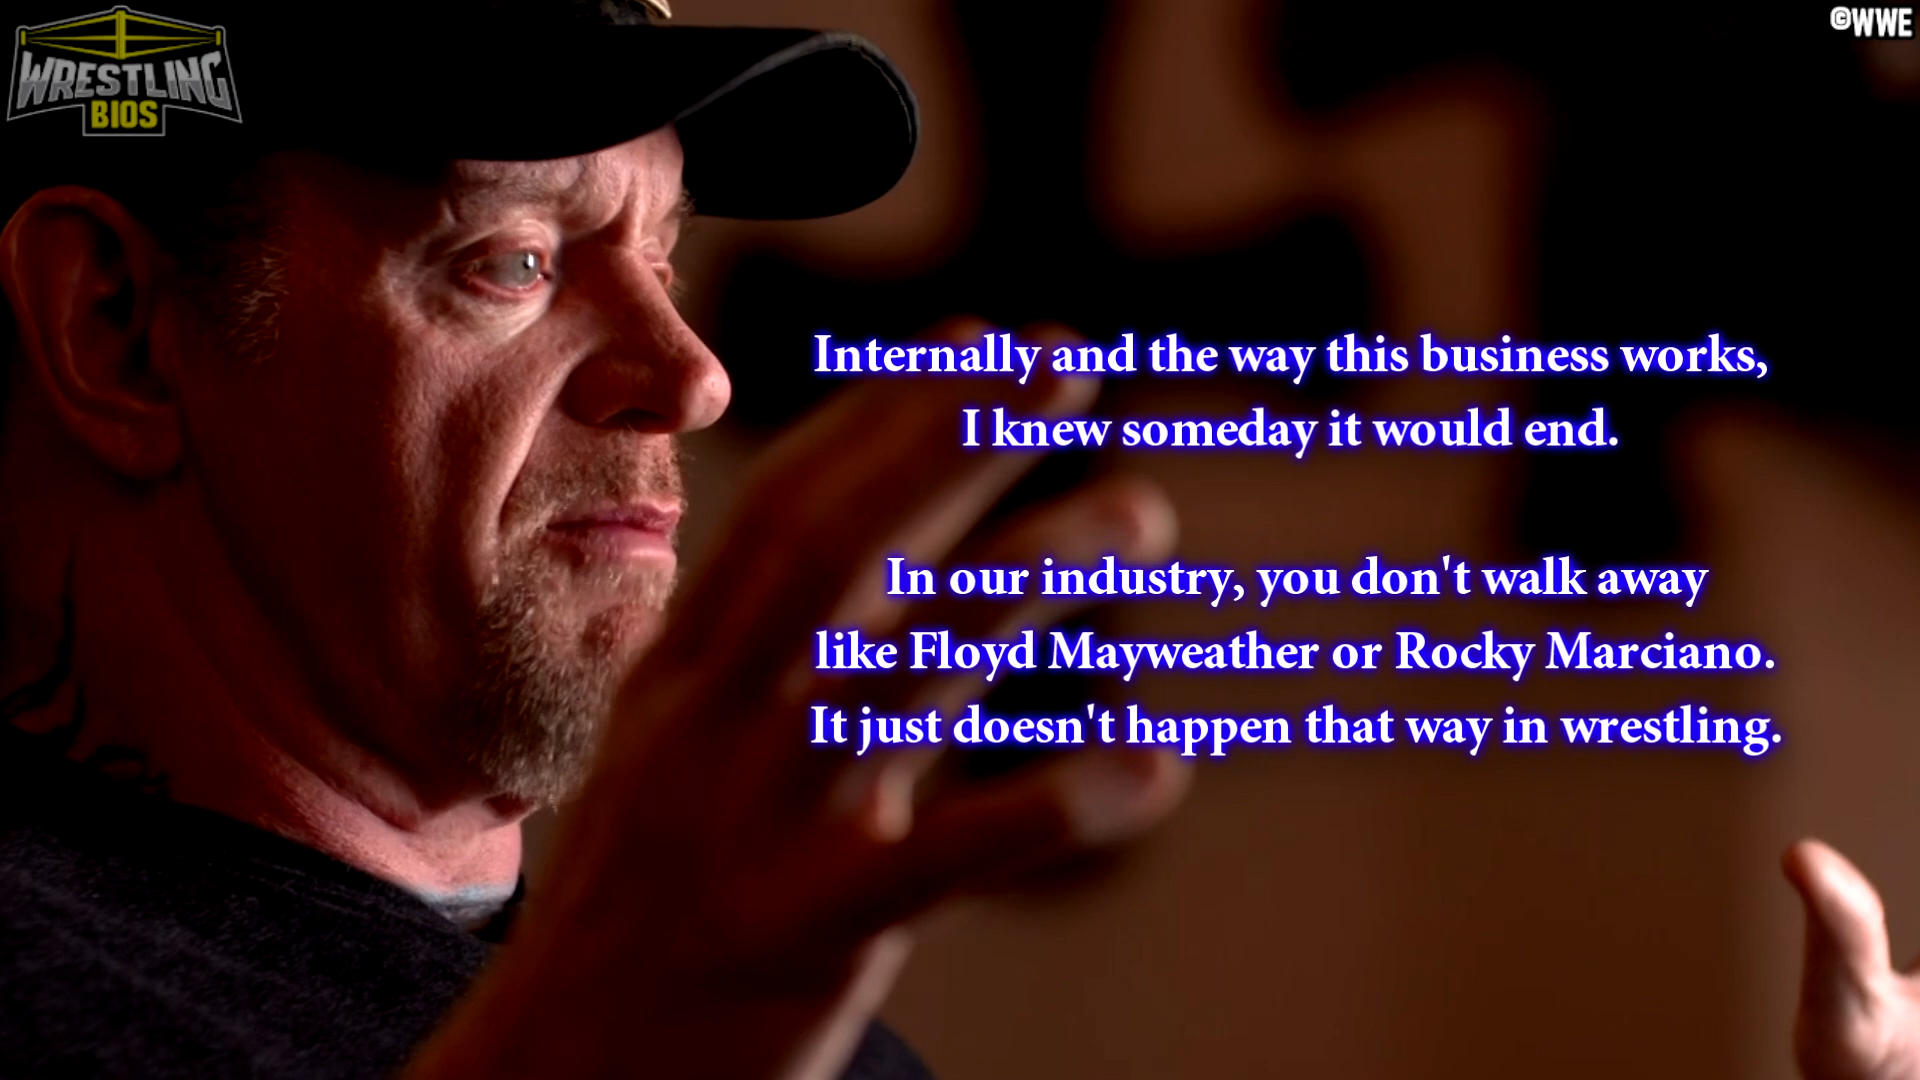 WRESTLING
BIOS
©WWE
Internally and the way this business works,
I knew someday it would end.
In our industry, you don't walk away
like Floyd Mayweather or Rocky Marciano.
It just doesn't happen that way in wrestling.